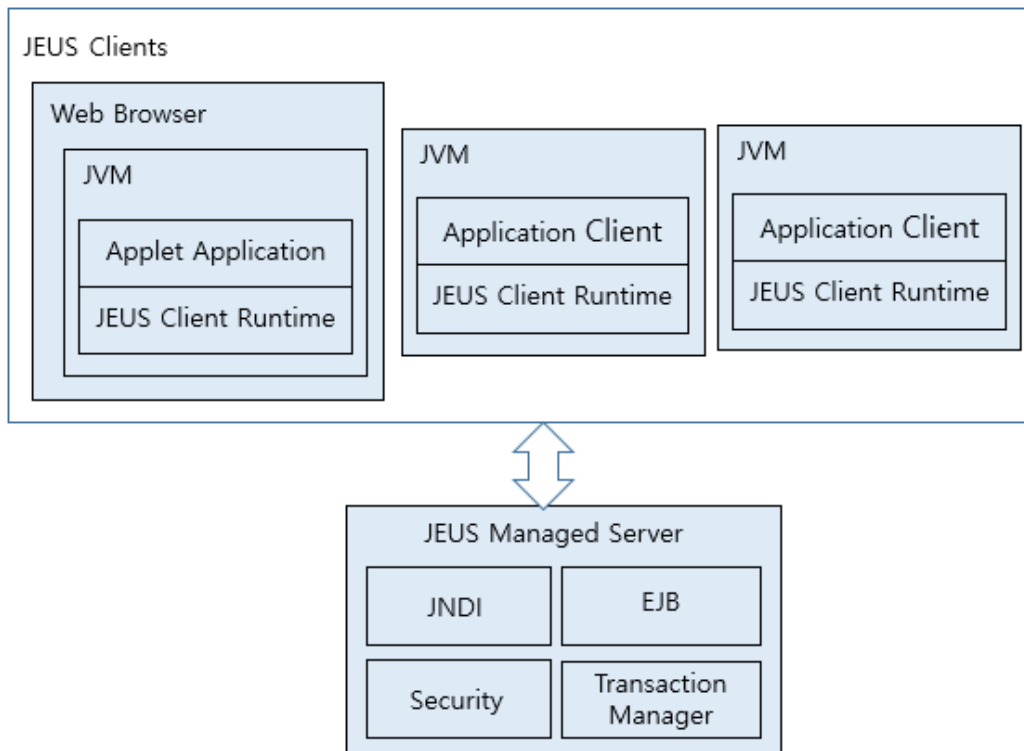 JEUS Clients
Web Browser
JVM
Applet Application
JEUS Client Runtime
JVM
Application Client
JEUS Client Runtime
JVM
Application Client
JEUS Client Runtime
JEUS Managed Server
JNDI
EJB
Security
Transaction
Manager